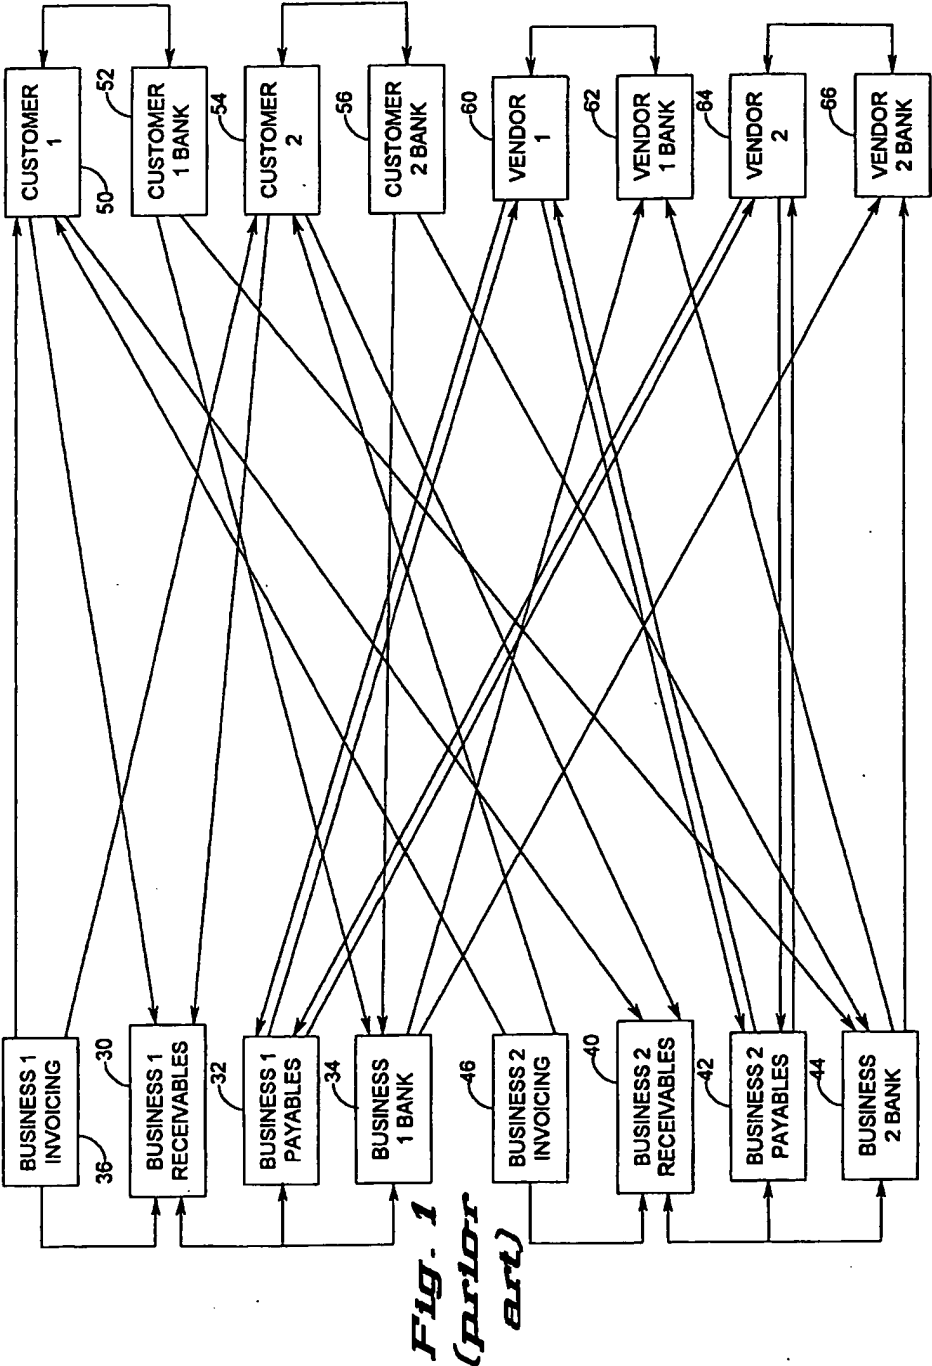 CUSTOMER
1
50
52
CUSTOMER
1 BANK
54
CUSTOMER
2
56
CUSTOMER
2 BANK
60
VENDOR
1
62
VENDOR
1 BANK
64
VENDOR
2
66
VENDOR
2 BANK
BUSINESS 1
INVOICING
36
30
BUSINESS 1
RECEIVABLES
32
BUSINESS 1
PAYABLES
34
BUSINESS
1 BANK
46
BUSINESS 2
INVOICING
40
BUSINESS 2
RECEIVABLES
42
BUSINESS 2
PAYABLES
44
BUSINESS
2 BANK
Fig. 1
(prior
art)